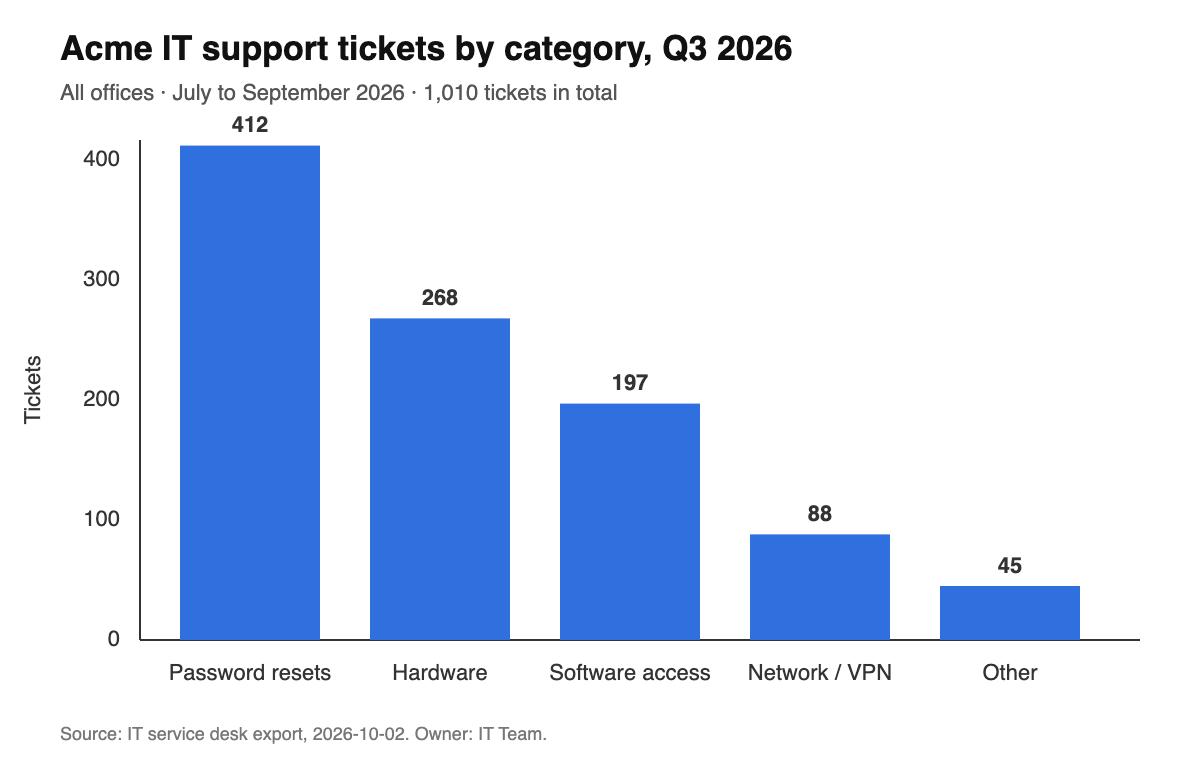 Acme IT support tickets by category, Q3 2026
All offices · July to September 2026 · 1,010 tickets in total
Tickets
400
300
200
100
0
412
268
197
88
45
Password resets
Hardware
Software access
Network / VPN
Other
Source: IT service desk export, 2026-10-02. Owner: IT Team.